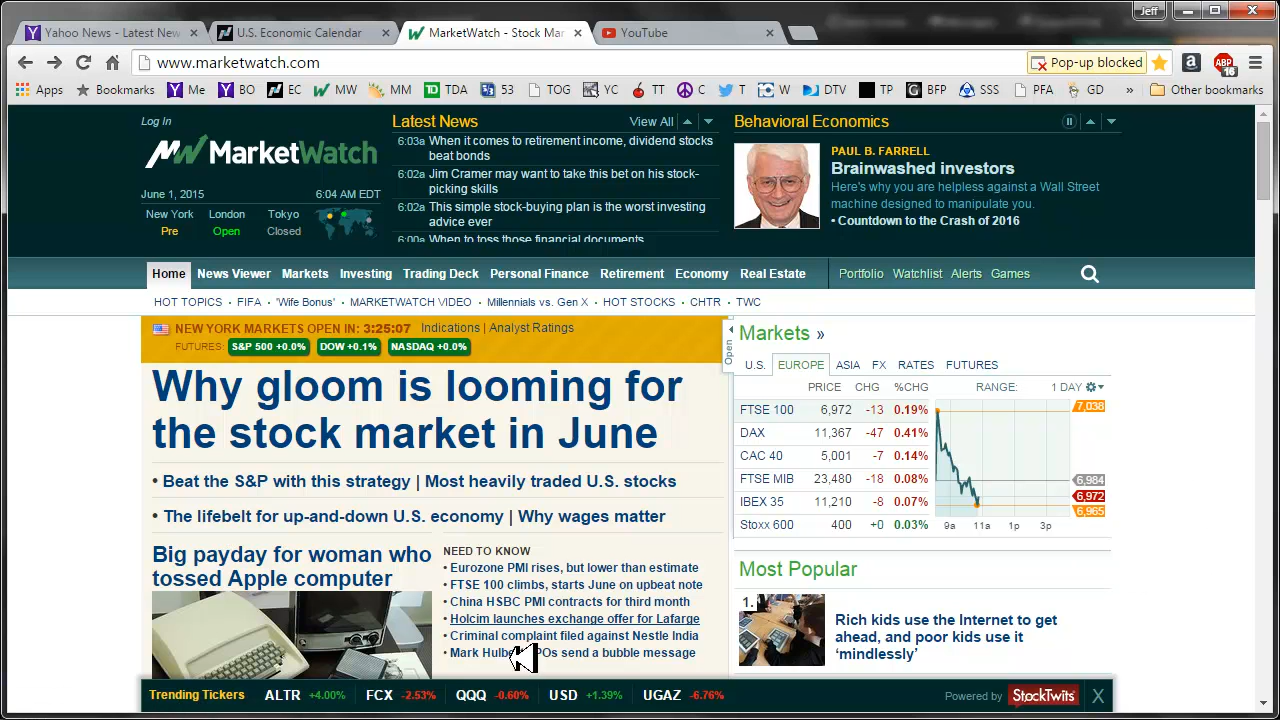 Jeff
Yahoo News - Latest New
U.S. Economic Calendar
MarketWatch - Stock Mar
YouTube
www.marketwatch.com
Pop-up blocked
ABP
16
Apps
Bookmarks
Me
BO
EC
MW
MM
TDA
53
TOG
YC
TT
C
T
W
DTV
TP
BFP
SSS
PFA
GD
»
Other bookmarks
Log In
MarketWatch
June 1, 2015
6:04 AM EDT
New York
London
Tokyo
Pre
Open
Closed
Latest News
View All
6:03a When it comes to retirement income, dividend stocks
beat bonds
6:02a Jim Cramer may want to take this bet on his stock-
picking skills
6:02a This simple stock-buying plan is the worst investing
advice ever
6:00a When to toss those financial documents
Behavioral Economics
PAUL B. FARRELL
Brainwashed investors
Here's why you are helpless against a Wall Street
machine designed to manipulate you.
• Countdown to the Crash of 2016
Home
News Viewer
Markets
Investing
Trading Deck
Personal Finance
Retirement
Economy
Real Estate
Portfolio
Watchlist
Alerts
Games
HOT TOPICS • FIFA • 'Wife Bonus' • MARKETWATCH VIDEO • Millennials vs. Gen X • HOT STOCKS • CHTR • TWC
NEW YORK MARKETS OPEN IN: 3:25:07
Indications | Analyst Ratings
FUTURES: S&P 500 +0.0% DOW +0.1% NASDAQ +0.0%
Why gloom is looming for
the stock market in June
• Beat the S&P with this strategy | Most heavily traded U.S. stocks
• The lifebelt for up-and-down U.S. economy | Why wages matter
Big payday for woman who
tossed Apple computer
NEED TO KNOW
• Eurozone PMI rises, but lower than estimate
• FTSE 100 climbs, starts June on upbeat note
• China HSBC PMI contracts for third month
• Holcim launches exchange offer for Lafarge
• Criminal complaint filed against Nestle India
• Mark Hulbe POs send a bubble message
Open
Markets »
U.S.
EUROPE
ASIA
FX
RATES
FUTURES
PRICE CHG %CHG RANGE: 1 DAY
FTSE 100 6,972 -13 0.19%
DAX 11,367 -47 0.41%
CAC 40 5,001 -7 0.14%
FTSE MIB 23,480 -18 0.08%
IBEX 35 11,210 -8 0.07%
Stoxx 600 400 +0 0.03%
7,038
6,984
6,972
6,965
9a 11a 1p 3p
Most Popular
1.
Rich kids use the Internet to get
ahead, and poor kids use it
‘mindlessly’
Trending Tickers
ALTR +4.00%
FCX -2.53%
QQQ -0.60%
USD +1.39%
UGAZ -6.76%
Powered by
STOCKTWITS
X